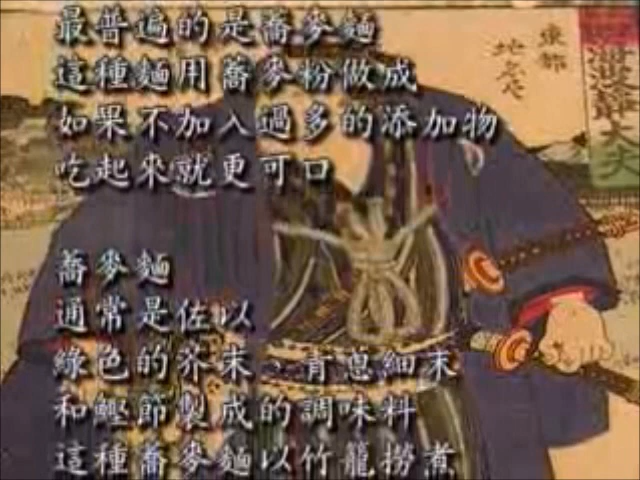 最普遍的是蕎麥麵
這種麵用蕎麥粉做成
如果不加入過多的添加物
吃起來就更可口
蕎麥麵
通常是佐以
綠色的芥末、青蔥細末
和鰹節製成的調味料
這種蕎麥麵以竹籠撈煮
東都